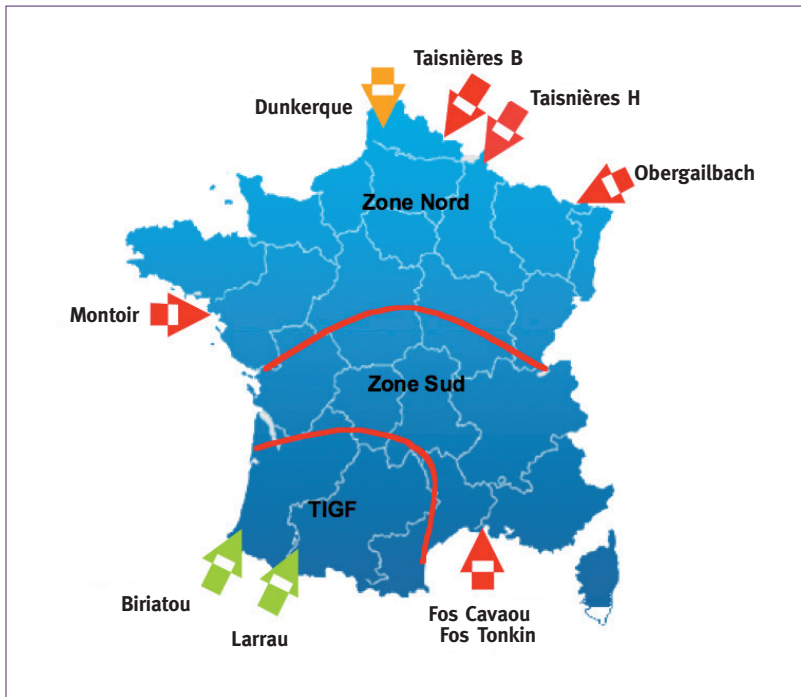 Taisnières B
Dunkerque
Taisnières H
Obergailbach
Zone Nord
Montoir
Zone Sud
TIGF
Biriatou
Larrau
Fos Cavaou
Fos Tonkin